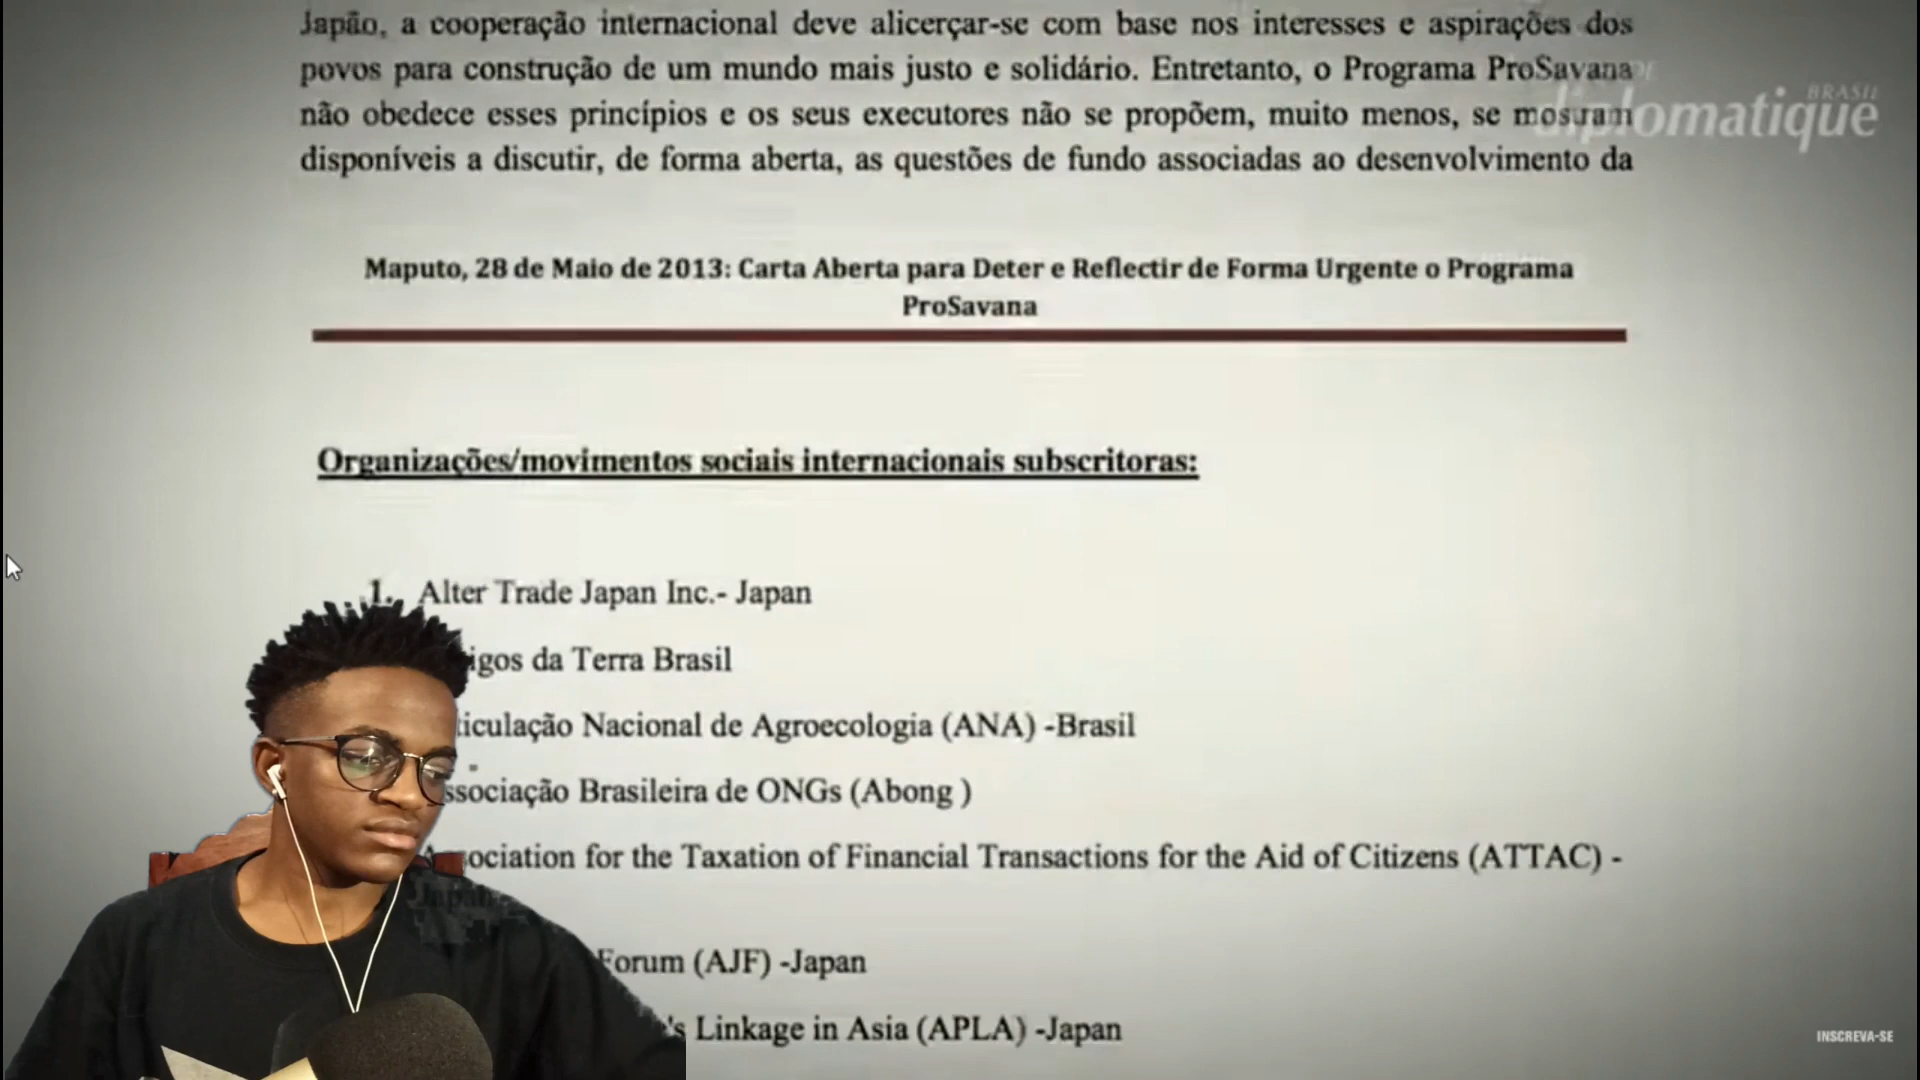 Japão, a cooperação internacional deve alicerçar-se com base nos interesses e aspirações dos
povos para construção de um mundo mais justo e solidário. Entretanto, o Programa ProSavana
não obedece esses princípios e os seus executores não se propõem, muito menos, se mostram
disponíveis a discutir, de forma aberta, as questões de fundo associadas ao desenvolvimento da
diplomatique
BRASIL
Maputo, 28 de Maio de 2013: Carta Aberta para Deter e Reflectir de Forma Urgente o Programa
ProSavana
Organizações/movimentos sociais internacionais subscritoras:
1. Alter Trade Japan Inc.- Japan
igos da Terra Brasil
iculação Nacional de Agroecologia (ANA) -Brasil
ssociação Brasileira de ONGs (Abong )
ociation for the Taxation of Financial Transactions for the Aid of Citizens (ATTAC) -
Japan
Forum (AJF) -Japan
's Linkage in Asia (APLA) -Japan
INSCREVA-SE